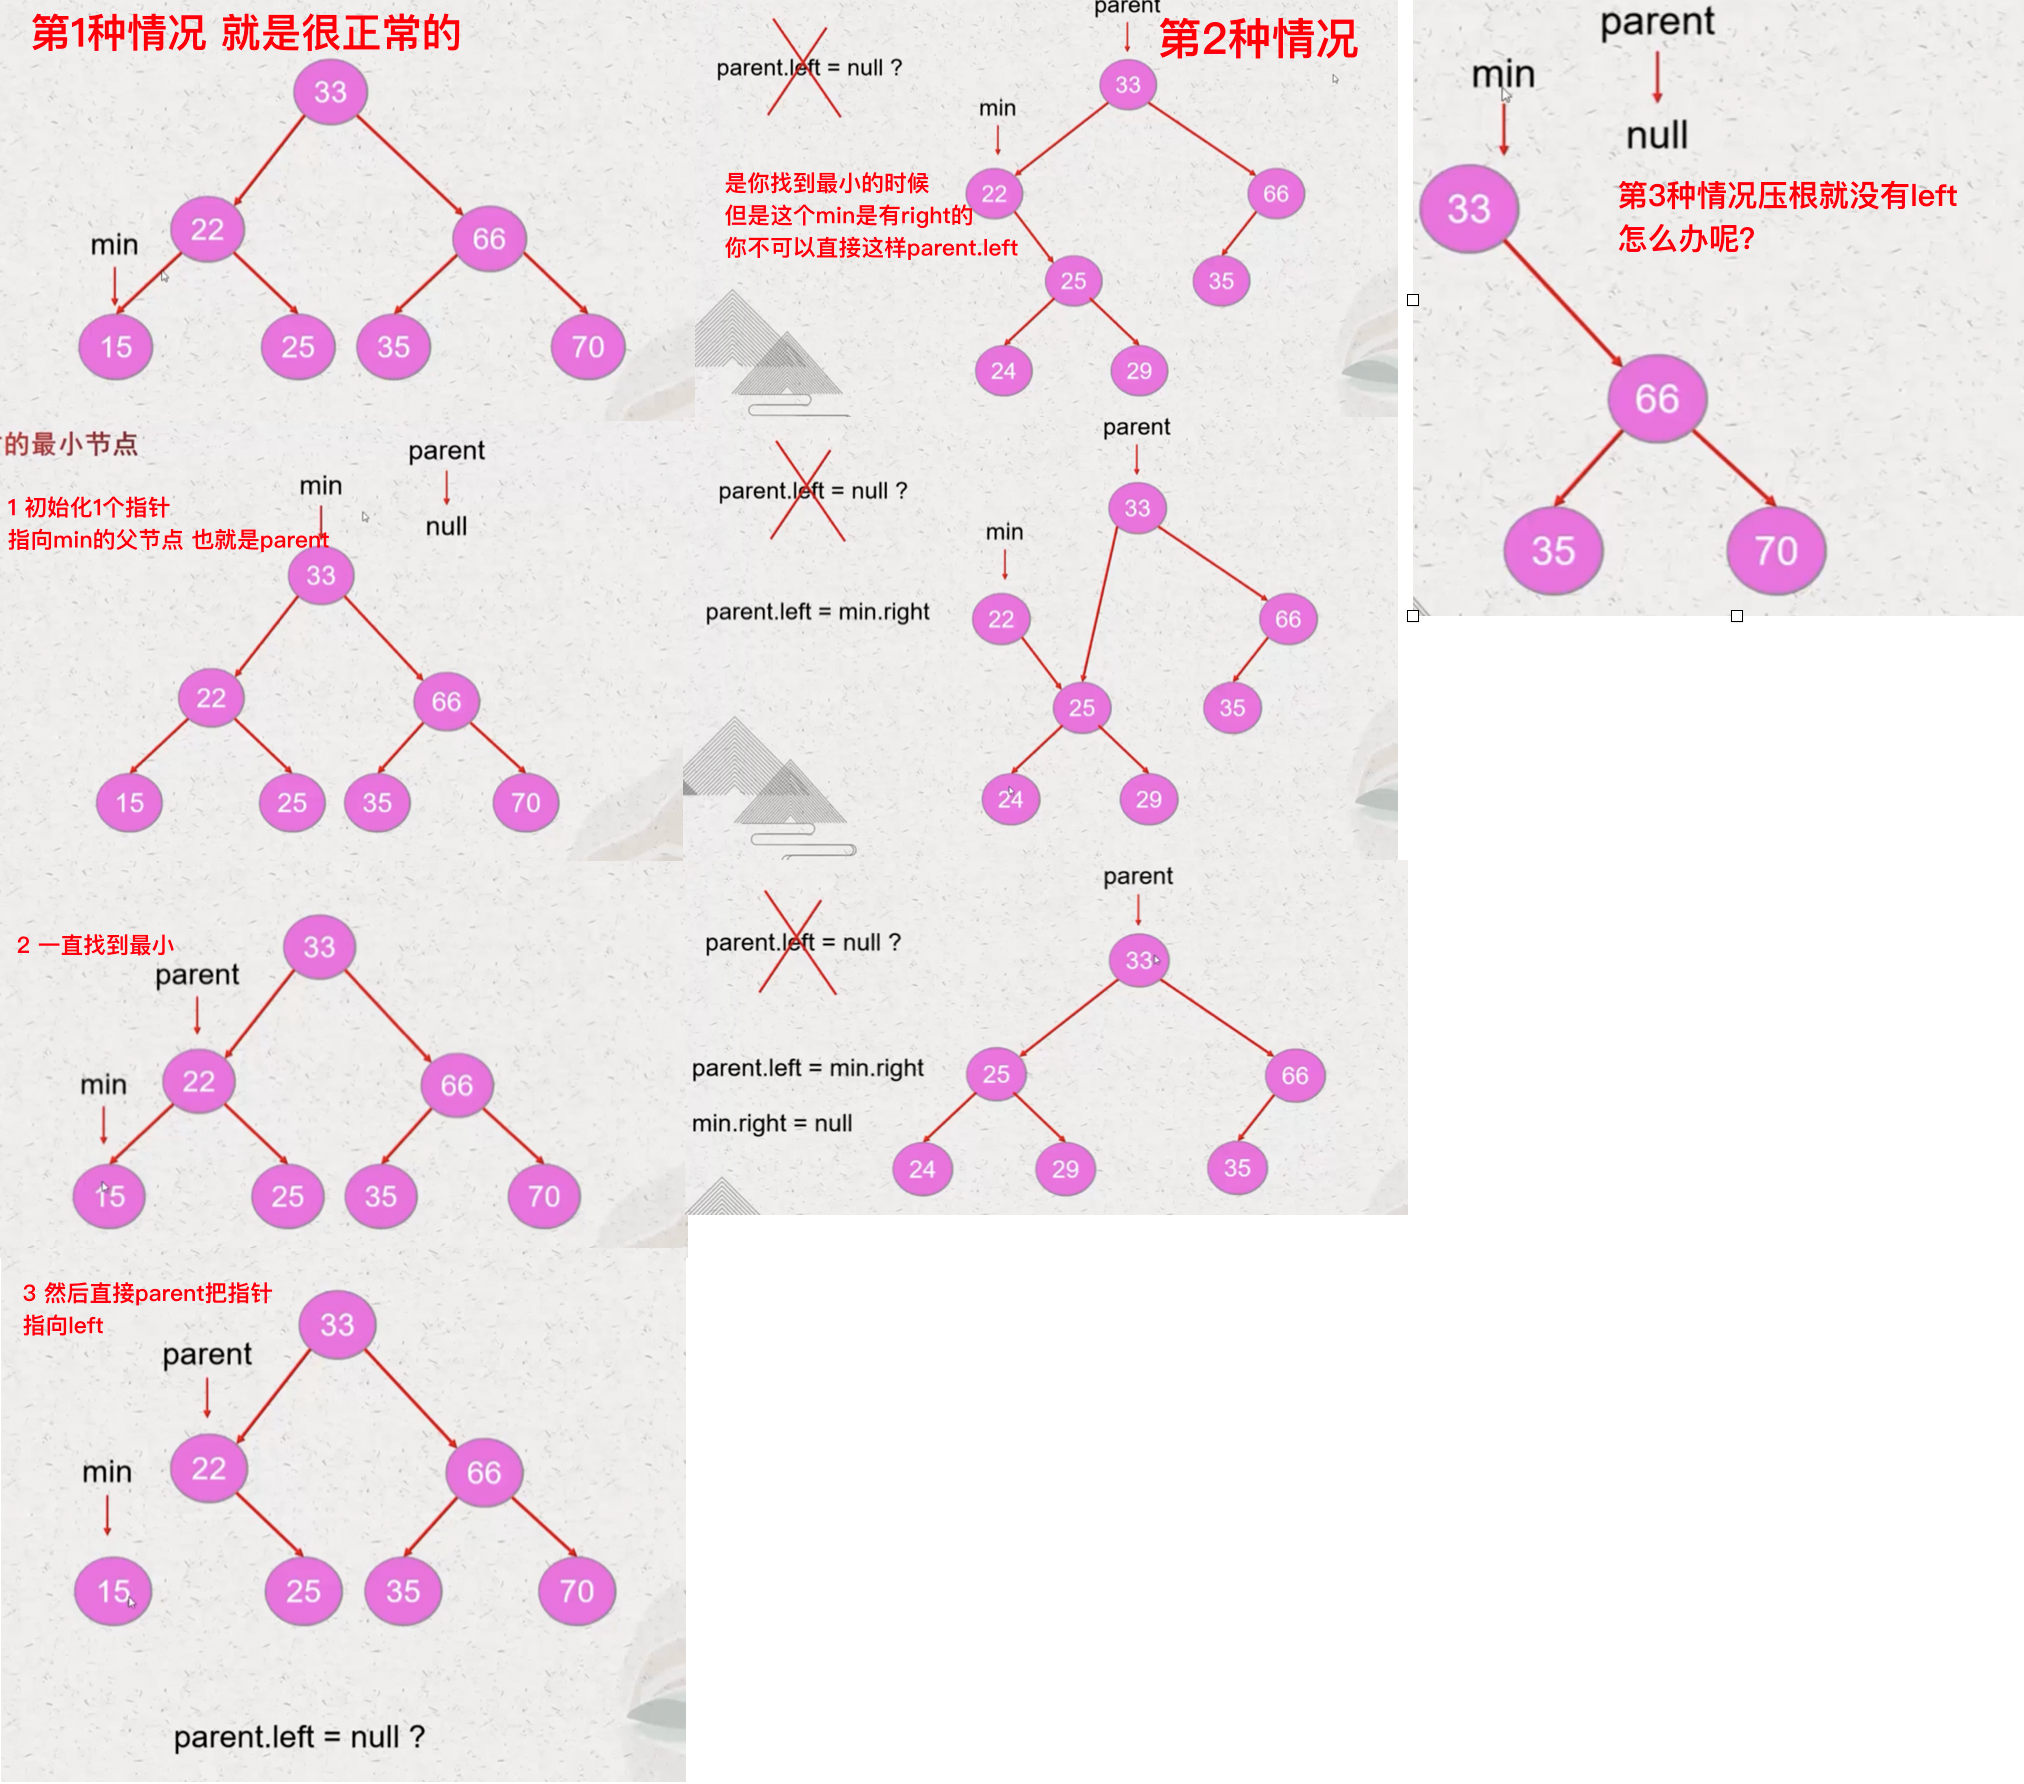 第1种情况 就是很正常的
33
22
66
min
15
25
35
70
的最小节点
parent
min
1 初始化1个指针
null
指向min的父节点 也就是parent
33
22
66
15
25
35
70
2 一直找到最小
33
parent
min
22
66
15
25
35
70
3 然后直接parent把指针
指向left
33
parent
22
66
min
15
25
35
70
parent.left = null ?
parent
第2种情况
parent.left = null ?
33
min
是你找到最小的时候
但是这个min是有right的
你不可以直接这样parent.left
22
66
25
35
24
29
parent
parent.left = null ?
33
min
parent.left = min.right
22
66
25
35
24
29
parent
parent.left = null ?
33
parent.left = min.right
25
66
min.right = null
24
29
35
parent
min
null
33
第3种情况压根就没有left
怎么办呢?
66
35
70